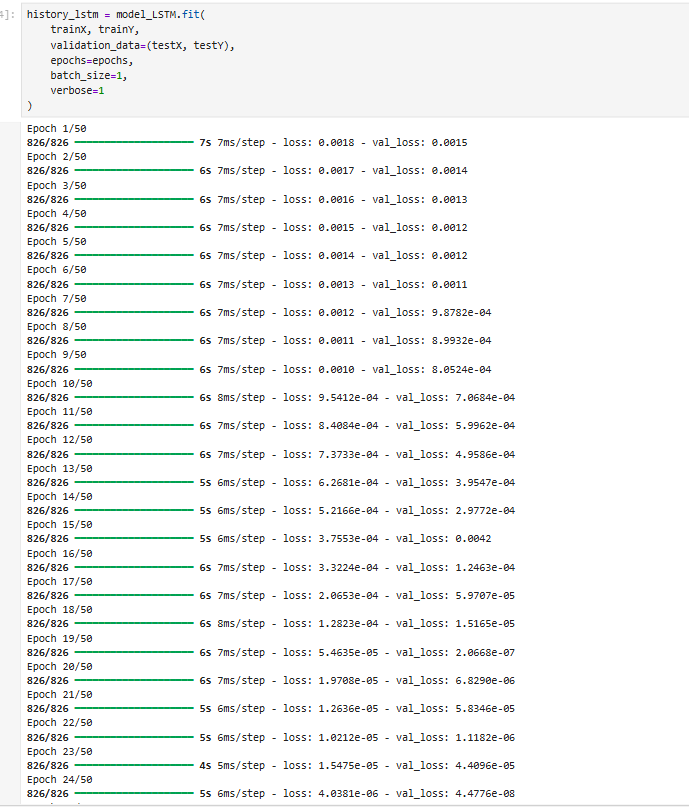 4]: history_lstm = model_LSTM.fit(
trainX, trainY,
validation_data=(testX, testY),
epochs=epochs,
batch_size=1,
verbose=1
)
Epoch 1/50
826/826 7s 7ms/step - loss: 0.0018 - val_loss: 0.0015
Epoch 2/50
826/826 6s 7ms/step - loss: 0.0017 - val_loss: 0.0014
Epoch 3/50
826/826 6s 7ms/step - loss: 0.0016 - val_loss: 0.0013
Epoch 4/50
826/826 6s 7ms/step - loss: 0.0015 - val_loss: 0.0012
Epoch 5/50
826/826 6s 7ms/step - loss: 0.0014 - val_loss: 0.0012
Epoch 6/50
826/826 6s 7ms/step - loss: 0.0013 - val_loss: 0.0011
Epoch 7/50
826/826 6s 7ms/step - loss: 0.0012 - val_loss: 9.8782e-04
Epoch 8/50
826/826 6s 7ms/step - loss: 0.0011 - val_loss: 8.9932e-04
Epoch 9/50
826/826 6s 7ms/step - loss: 0.0010 - val_loss: 8.0524e-04
Epoch 10/50
826/826 6s 8ms/step - loss: 9.5412e-04 - val_loss: 7.0684e-04
Epoch 11/50
826/826 6s 7ms/step - loss: 8.4084e-04 - val_loss: 5.9962e-04
Epoch 12/50
826/826 6s 7ms/step - loss: 7.3733e-04 - val_loss: 4.9586e-04
Epoch 13/50
826/826 5s 6ms/step - loss: 6.2681e-04 - val_loss: 3.9547e-04
Epoch 14/50
826/826 5s 6ms/step - loss: 5.2166e-04 - val_loss: 2.9772e-04
Epoch 15/50
826/826 5s 6ms/step - loss: 3.7553e-04 - val_loss: 0.0042
Epoch 16/50
826/826 6s 7ms/step - loss: 3.3224e-04 - val_loss: 1.2463e-04
Epoch 17/50
826/826 6s 7ms/step - loss: 2.0653e-04 - val_loss: 5.9707e-05
Epoch 18/50
826/826 6s 8ms/step - loss: 1.2823e-04 - val_loss: 1.5165e-05
Epoch 19/50
826/826 6s 7ms/step - loss: 5.4635e-05 - val_loss: 2.0668e-07
Epoch 20/50
826/826 6s 7ms/step - loss: 1.9708e-05 - val_loss: 6.8290e-06
Epoch 21/50
826/826 5s 6ms/step - loss: 1.2636e-05 - val_loss: 5.8346e-05
Epoch 22/50
826/826 5s 6ms/step - loss: 1.0212e-05 - val_loss: 1.1182e-06
Epoch 23/50
826/826 4s 5ms/step - loss: 1.5475e-05 - val_loss: 4.4096e-05
Epoch 24/50
826/826 5s 6ms/step - loss: 4.0381e-06 - val_loss: 4.4776e-08